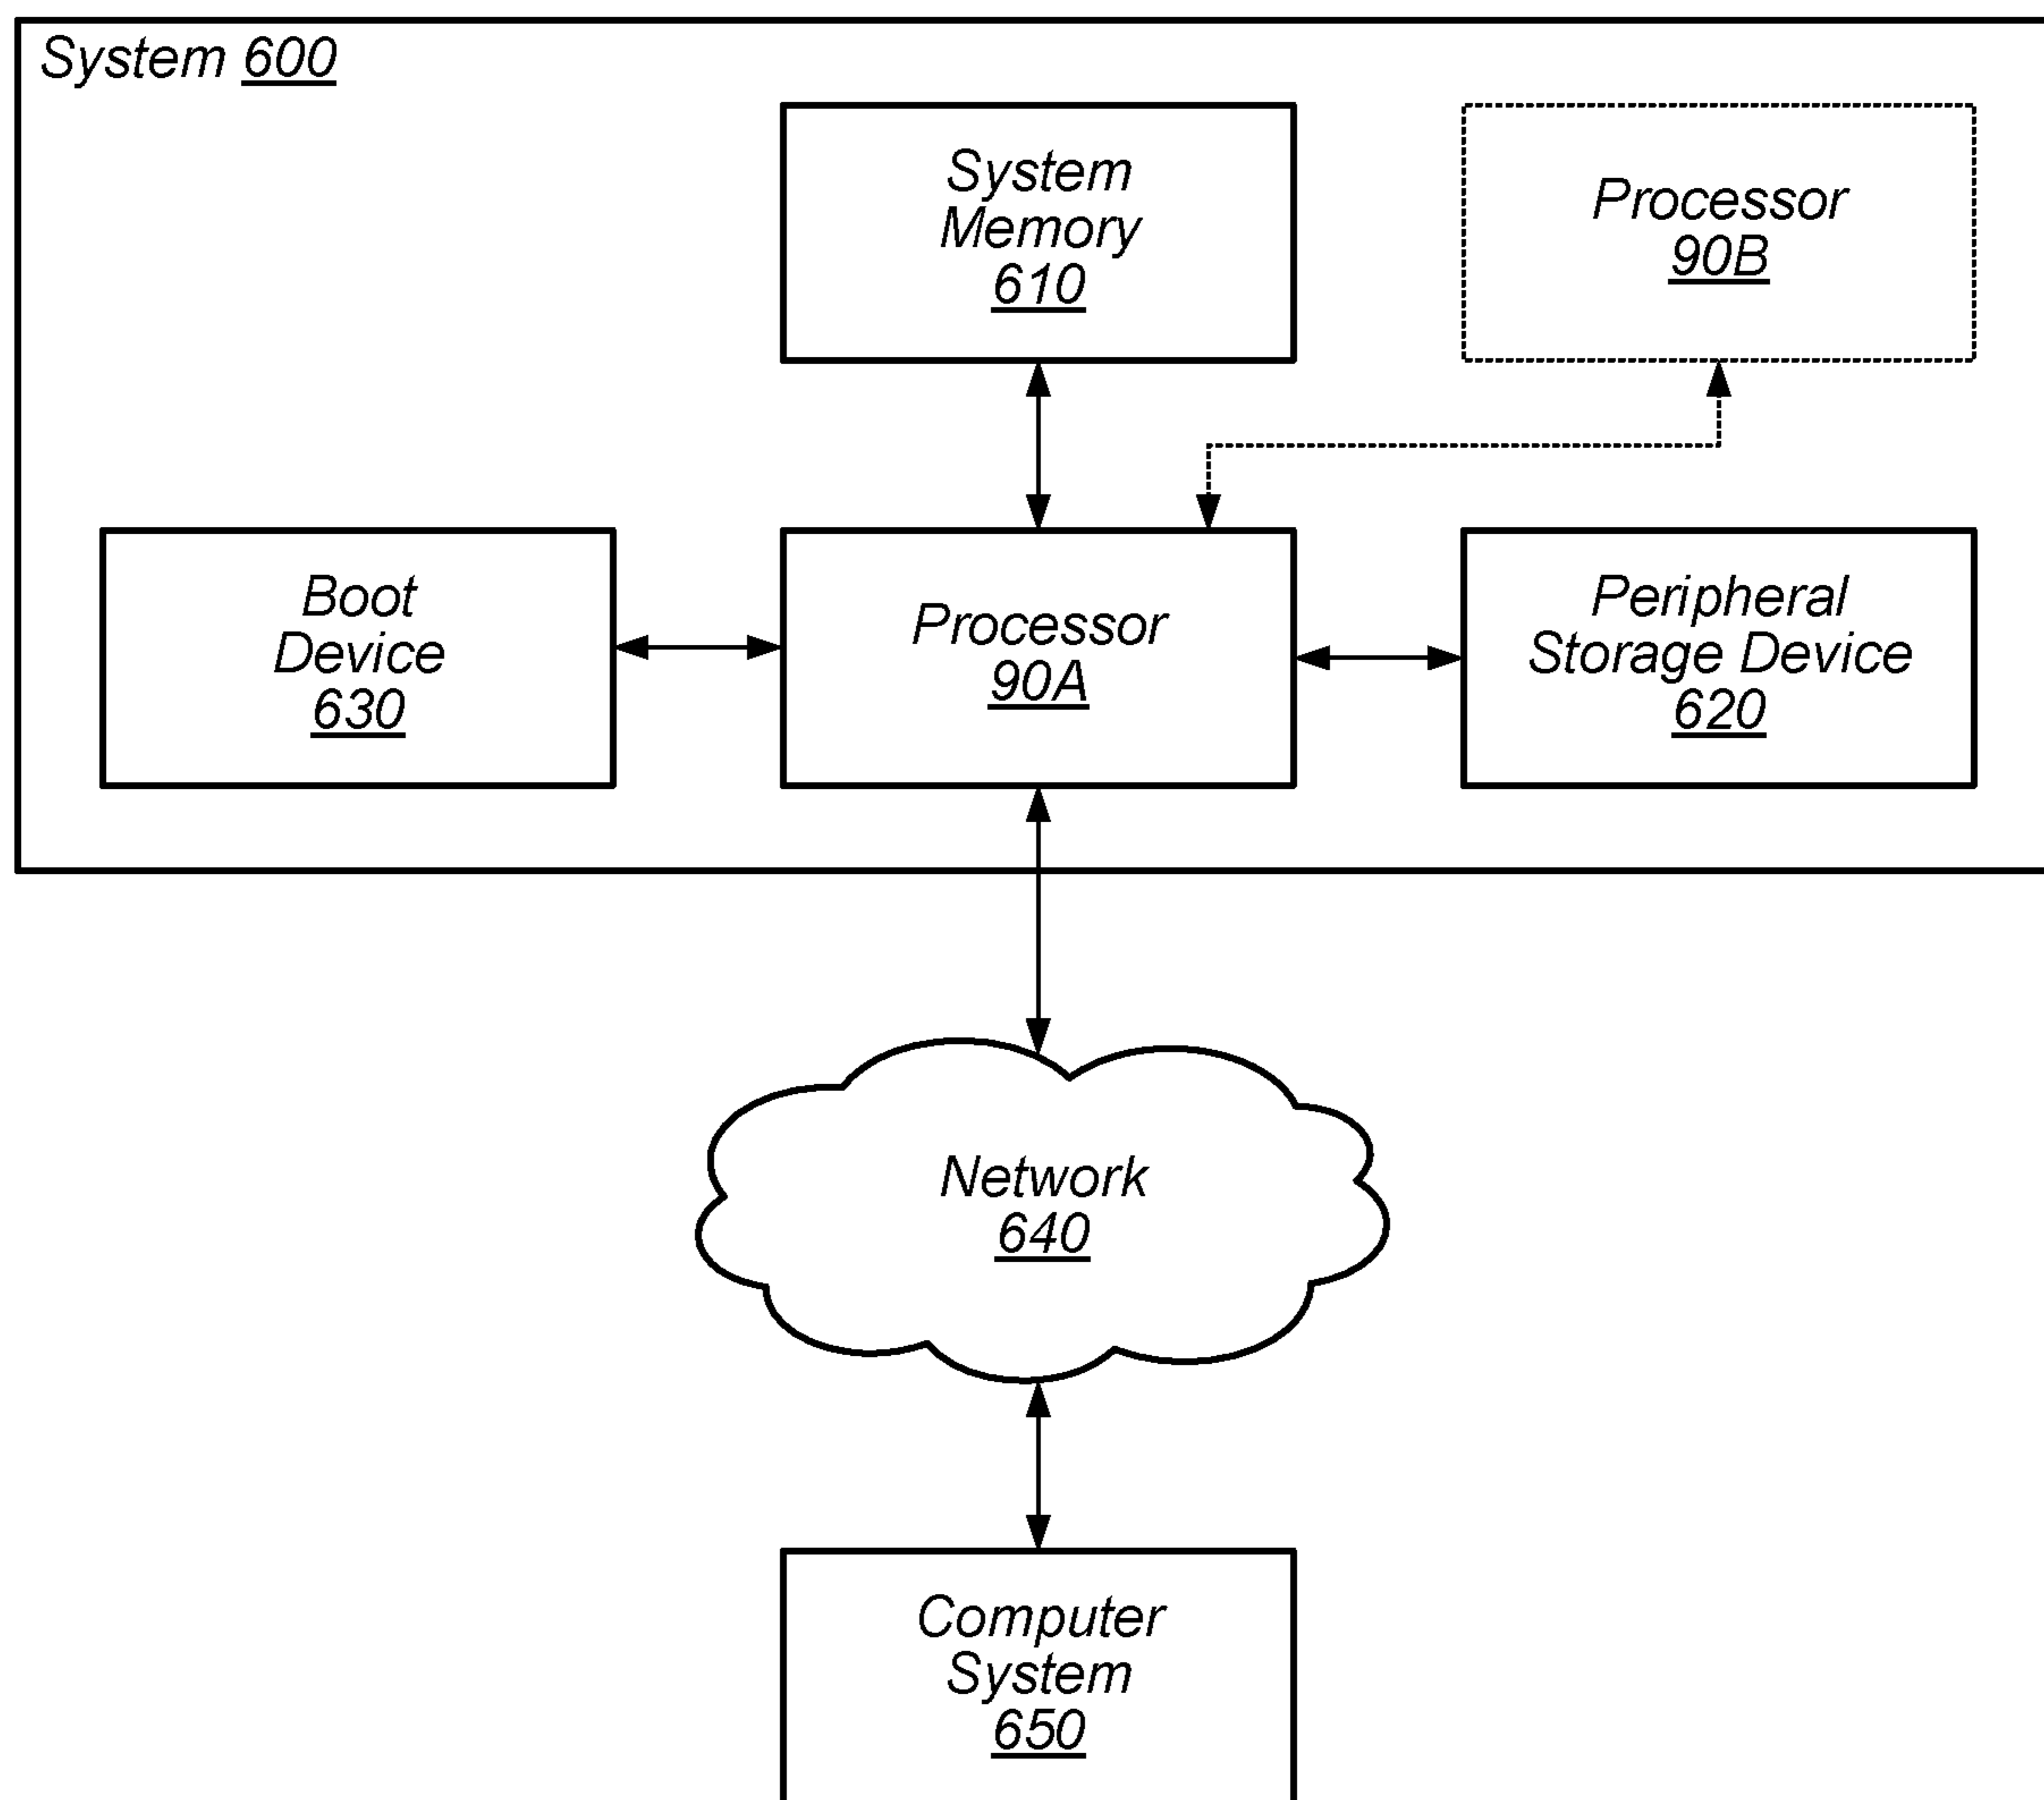 System 600
System
Memory
610
Processor
90B
Boot
Device
630
Processor
90A
Peripheral
Storage Device
620
Network
640
Computer
System
650